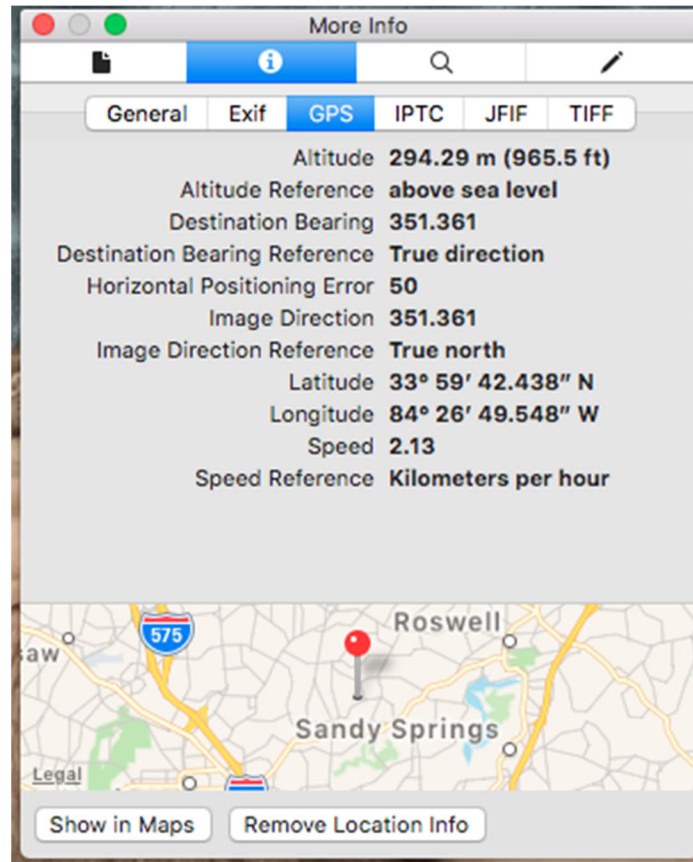 More Info
General Exif GPS IPTC JFIF TIFF
Altitude 294.29 m (965.5 ft)
Altitude Reference above sea level
Destination Bearing 351.361
Destination Bearing Reference True direction
Horizontal Positioning Error 50
Image Direction 351.361
Image Direction Reference True north
Latitude 33° 59′ 42.438″ N
Longitude 84° 26′ 49.548″ W
Speed 2.13
Speed Reference Kilometers per hour
Roswell
575
aw
Sandy Springs
Legal
Show in Maps Remove Location Info